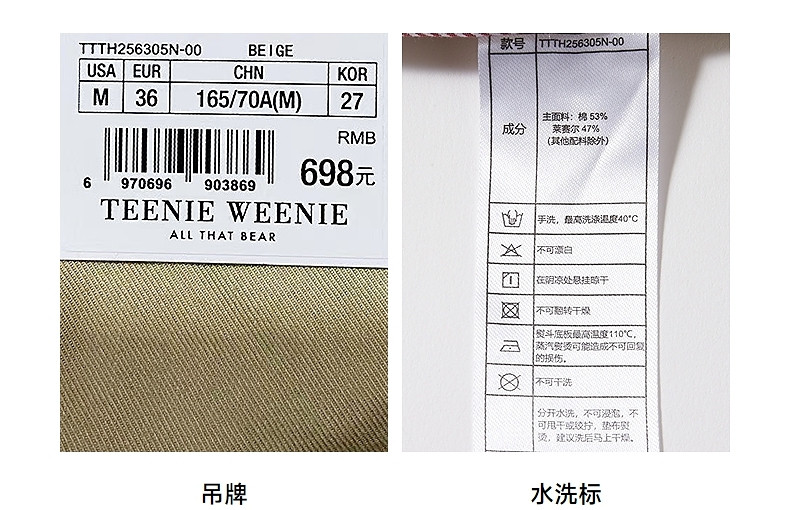 TTTH256305N-00 BEIGE
USA EUR CHN KOR
M 36 165/70A(M) 27
RMB
698元
6 970696 903869
TEENIE WEENIE
ALL THAT BEAR
吊牌
款号 TTTH256305N-00
成分
主面料：棉 53%
莱赛尔 47%
(其他配料除外)
手洗，最高洗涤温度40°C
不可漂白
在阴凉处悬挂晾干
不可翻转干燥
熨斗底板最高温度110℃，
蒸汽熨烫可能造成不可回复
的损伤。
不可干洗
分开水洗，不可浸泡，不
可甩干或绞拧，垫布熨
烫，建议洗后马上干燥。
水洗标